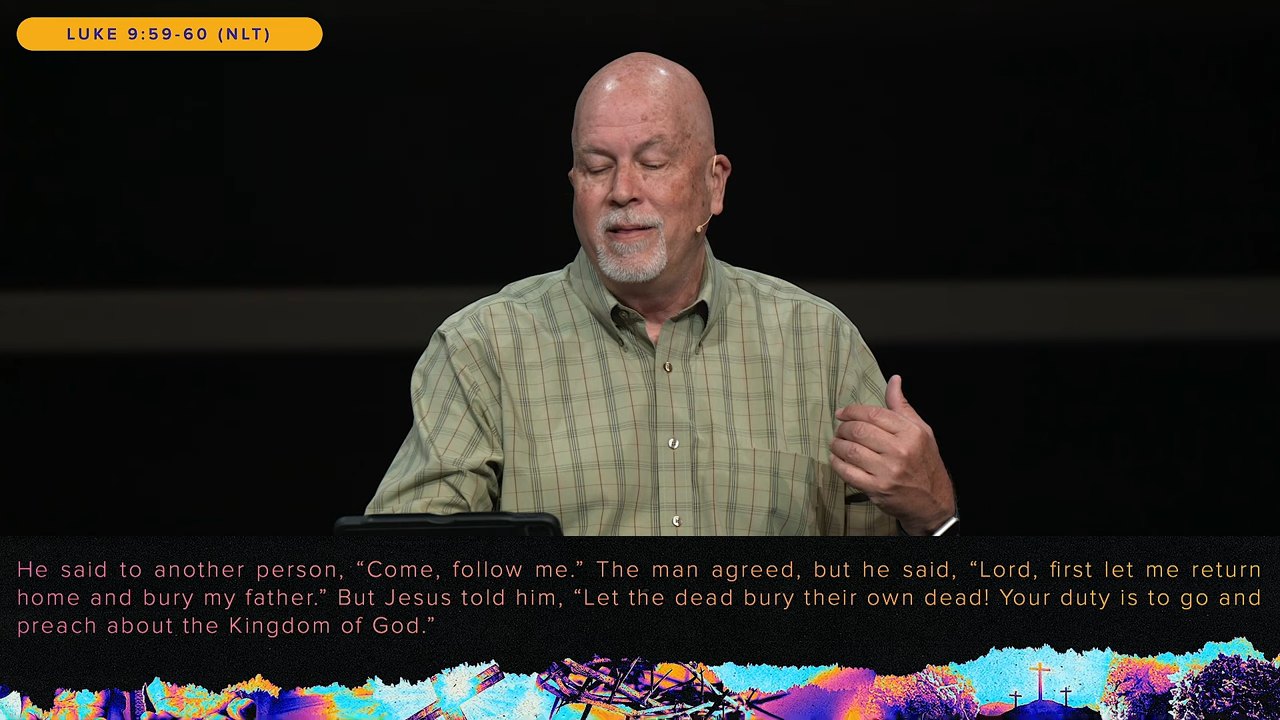 LUKE 9:59-60 (NLT)
He said to another person, “Come, follow me.” The man agreed, but he said, “Lord, first let me return
home and bury my father.” But Jesus told him, “Let the dead bury their own dead! Your duty is to go and
preach about the Kingdom of God.”